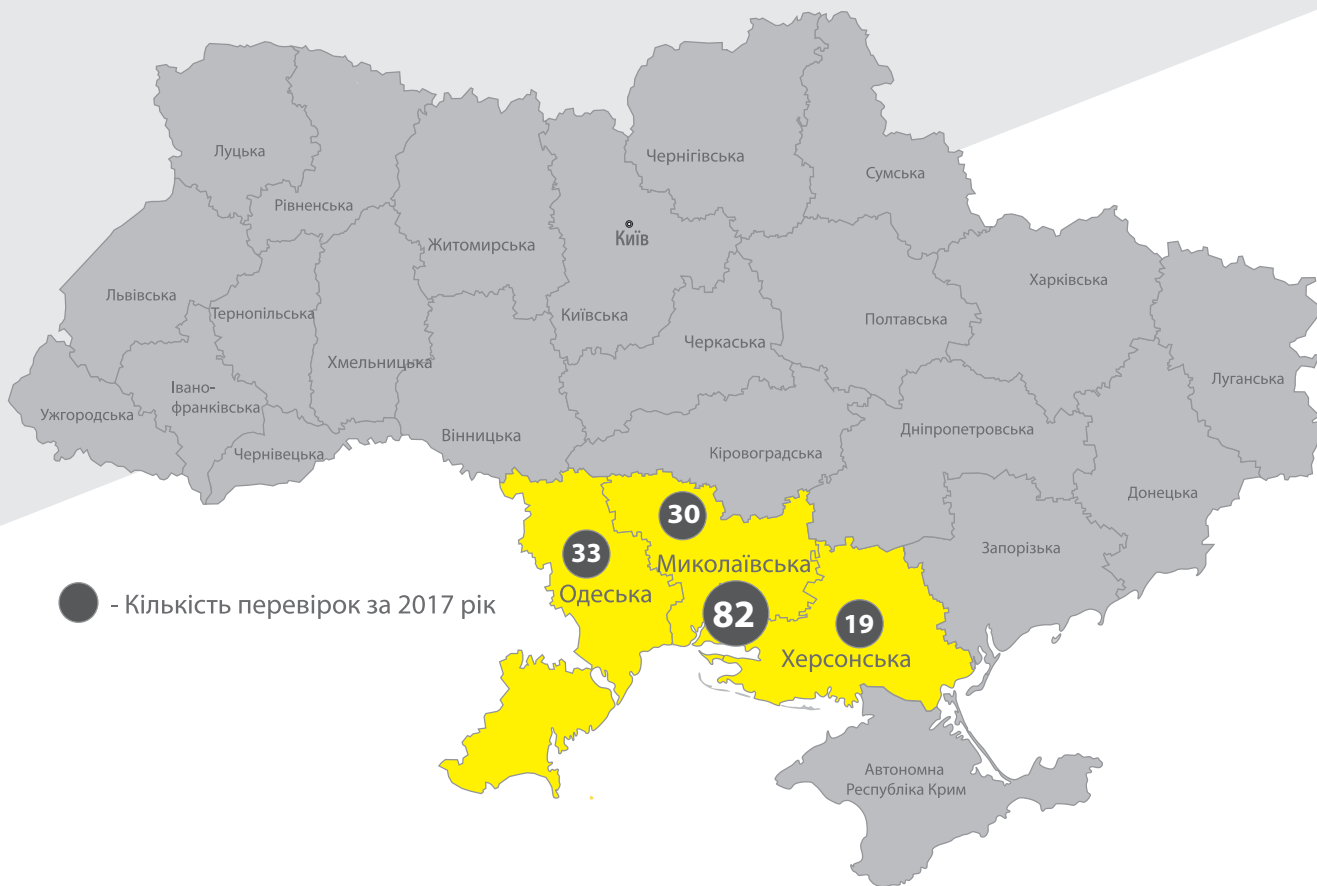 Луцька
Рівненська
Житомирська
Чернігівська
Сумська
Київ
Львівська
Тернопільська
Хмельницька
Київська
Черкаська
Полтавська
Харківська
Луганська
Івано-
франківська
Ужгородська
Чернівецька
Вінницька
Кіровоградська
Дніпропетровська
Донецька
Запорізька
30
33
Миколаївська
Одеська
82
19
Херсонська
- Кількість перевірок за 2017 рік
Автономна
Республіка Крим